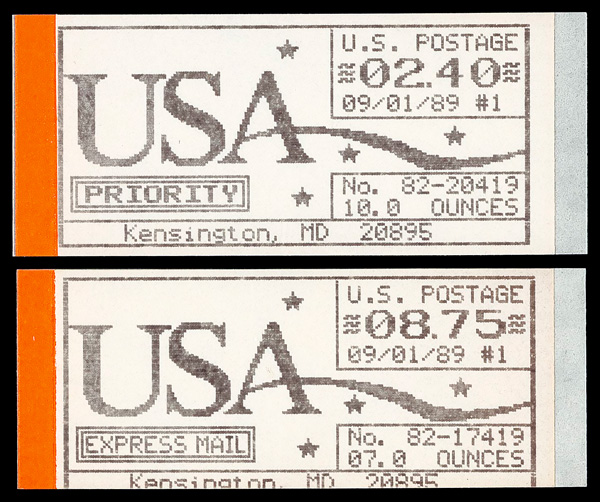 U.S. POSTAGE
USA
02.40
09/01/89 #1
PRIORITY
No. 82-20419
10.0 OUNCES
Kensington, MD 20895
U.S. POSTAGE
USA
08.75
09/01/89 #1
EXPRESS MAIL
No. 82-17419
07.0 OUNCES
Kensington, MD 20895